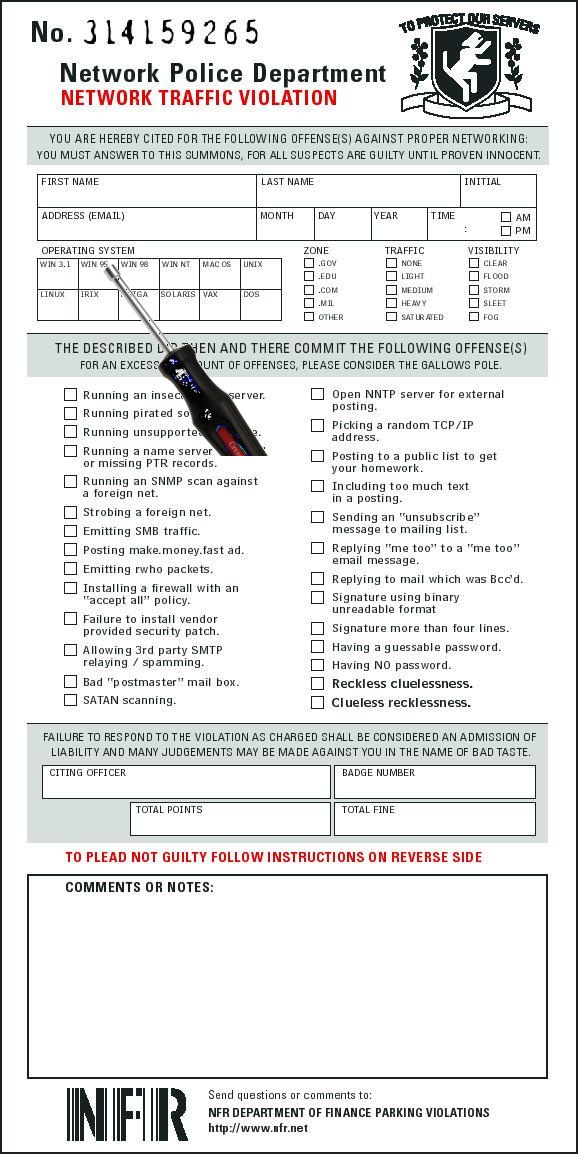 No. 314159265
TO PROTECT OUR SERVERS
Network Police Department
NETWORK TRAFFIC VIOLATION
YOU ARE HEREBY CITED FOR THE FOLLOWING OFFENSE(S) AGAINST PROPER NETWORKING:
YOU MUST ANSWER TO THIS SUMMONS, FOR ALL SUSPECTS ARE GUILTY UNTIL PROVEN INNOCENT.
FIRST NAME LAST NAME INITIAL
ADDRESS (EMAIL) MONTH DAY YEAR TIME : AM
PM
OPERATING SYSTEM
WIN 3.1 WIN 95 WIN 98 WIN NT MAC OS UNIX
LINUX IRIX SOLARIS VAX DOS
ZONE
.GOV
.EDU
.COM
.MIL
OTHER
TRAFFIC
NONE
LIGHT
MEDIUM
HEAVY
SATURATED
VISIBILITY
CLEAR
FLOOD
STORM
SLEET
FOG
THE DESCRIBED THEN AND THERE COMMIT THE FOLLOWING OFFENSE(S)
FOR AN OF OFFENSES, PLEASE CONSIDER THE GALLOWS POLE.
Running an server.
Running pirated
Running
Running a name server
or missing PTR records.
Running an SNMP scan against
a foreign net.
Strobing a foreign net.
Emitting SMB traffic.
Posting make.money.fast ad.
Emitting rwho packets.
Installing a firewall with an
"accept all" policy.
Failure to install vendor
provided security patch.
Allowing 3rd party SMTP
relaying / spamming.
Bad "postmaster" mail box.
SATAN scanning.
Open NNTP server for external
posting.
Picking a random TCP/IP
address.
Posting to a public list to get
your homework.
Including too much text
in a posting.
Sending an "unsubscribe"
message to mailing list.
Replying "me too" to a "me too"
email message.
Replying to mail which was Bcc'd.
Signature using binary
unreadable format
Signature more than four lines.
Having a guessable password.
Having NO password.
Reckless cluelessness.
Clueless recklessness.
FAILURE TO RESPOND TO THE VIOLATION AS CHARGED SHALL BE CONSIDERED AN ADMISSION OF
LIABILITY AND MANY JUDGEMENTS MAY BE MADE AGAINST YOU IN THE NAME OF BAD TASTE.
CITING OFFICER BADGE NUMBER
TOTAL POINTS TOTAL FINE
TO PLEAD NOT GUILTY FOLLOW INSTRUCTIONS ON REVERSE SIDE
COMMENTS OR NOTES:
NFR
Send questions or comments to:
NFR DEPARTMENT OF FINANCE PARKING VIOLATIONS
http://www.nfr.net